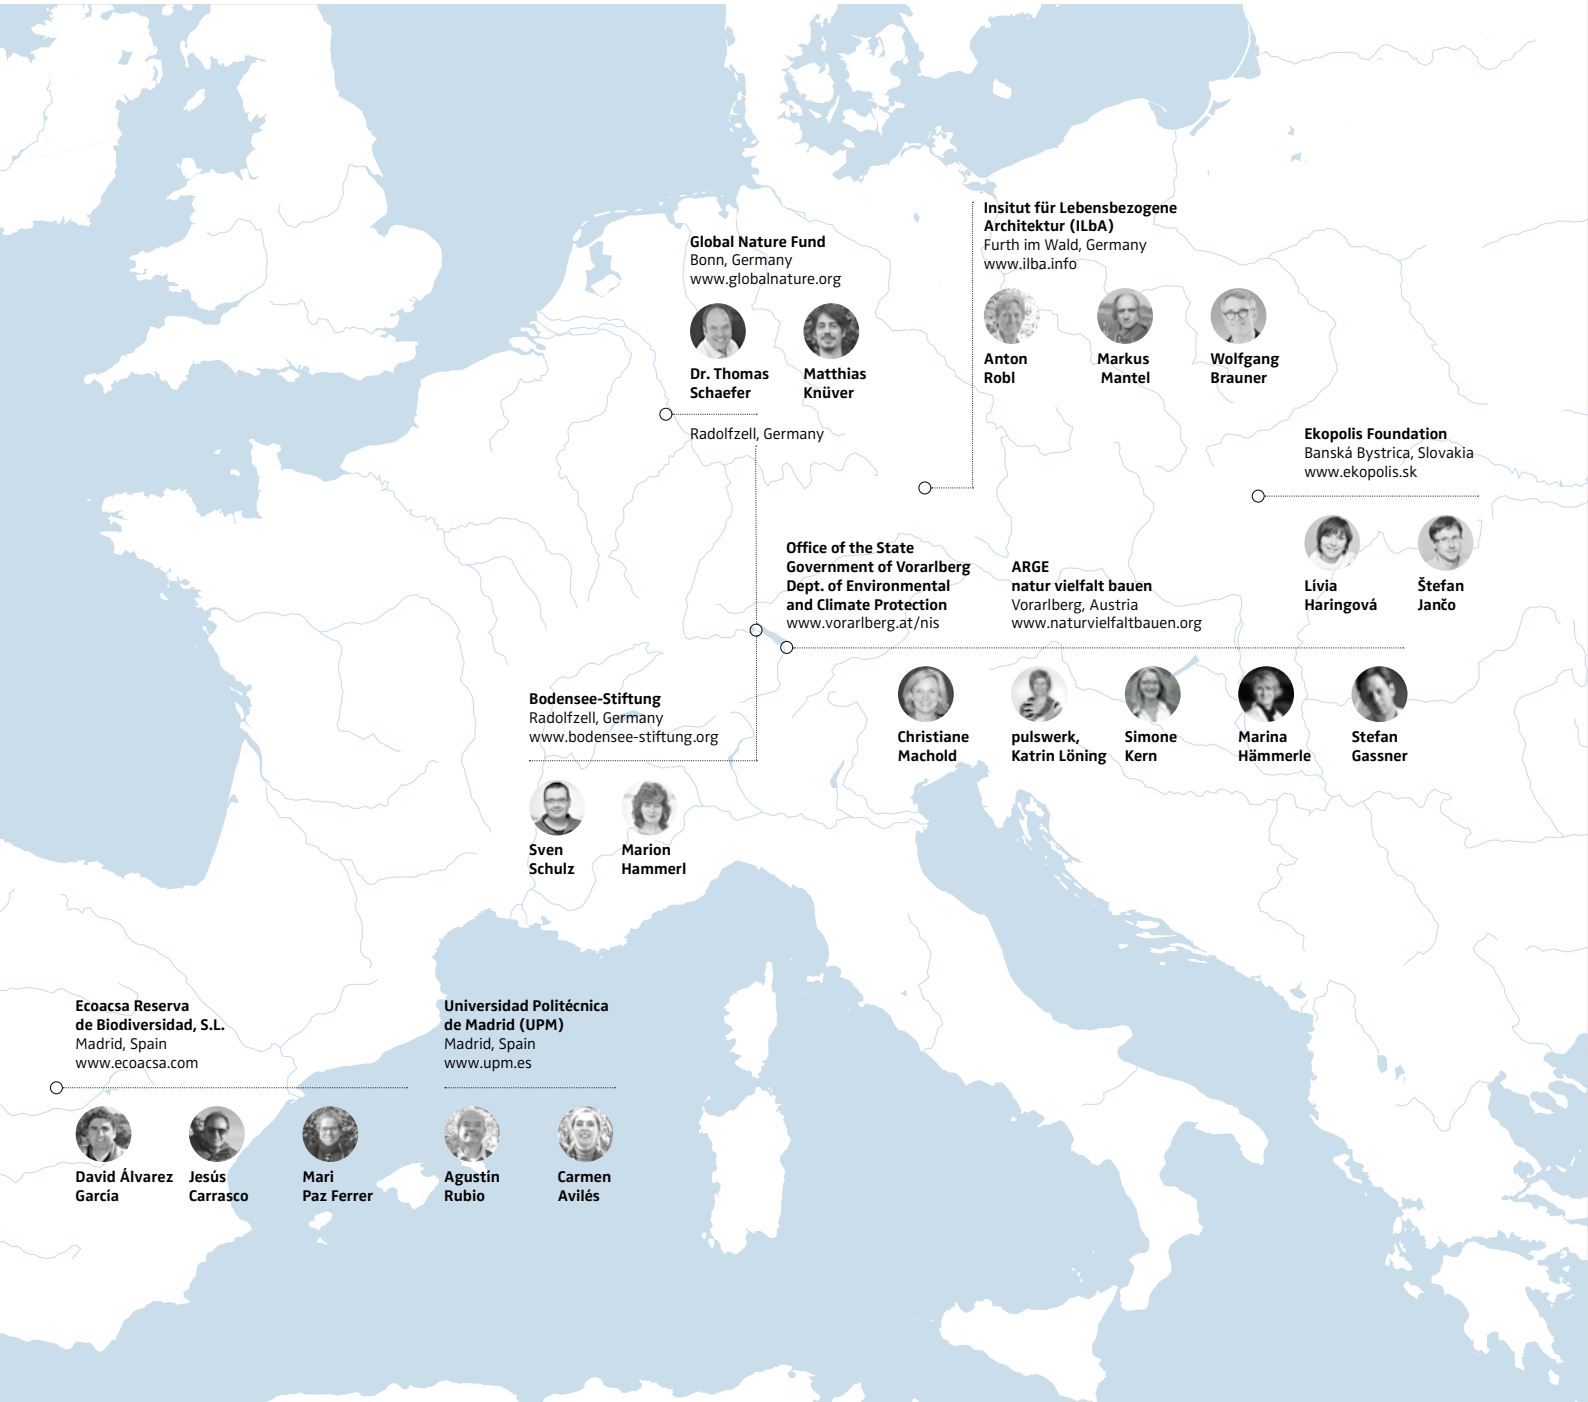 Insitut für Lebensbezogene
Architektur (ILbA)
Furth im Wald, Germany
www.ilba.info
Anton
Robl
Markus
Mantel
Wolfgang
Brauner
Global Nature Fund
Bonn, Germany
www.globalnature.org
Dr. Thomas
Schaefer
Matthias
Knüver
Radolfzell, Germany
Ekopolis Foundation
Banská Bystrica, Slovakia
www.ekopolis.sk
Lívia
Haringová
Štefan
Jančo
Office of the State
Government of Vorarlberg
Dept. of Environmental
and Climate Protection
www.vorarlberg.at/nis
ARGE
natur vielfalt bauen
Vorarlberg, Austria
www.naturvielfaltbauen.org
Christiane
Machold
pulswerk,
Katrin Löning
Simone
Kern
Marina
Hämmerle
Stefan
Gassner
Bodensee-Stiftung
Radolfzell, Germany
www.bodensee-stiftung.org
Sven
Schulz
Marion
Hammerl
Ecoacsa Reserva
de Biodiversidad, S.L.
Madrid, Spain
www.ecoacsa.com
David Álvarez
García
Jesús
Carrasco
Mari
Paz Ferrer
Universidad Politécnica
de Madrid (UPM)
Madrid, Spain
www.upm.es
Agustín
Rubio
Carmen
Avilés